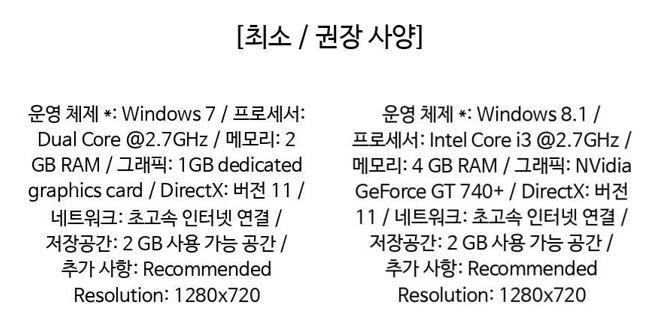 [최소 / 권장 사양]
운영 체제 *: Windows 7 / 프로세서:
Dual Core @2.7GHz / 메모리: 2
GB RAM / 그래픽: 1GB dedicated
graphics card / DirectX: 버전 11 /
네트워크: 초고속 인터넷 연결 /
저장공간: 2 GB 사용 가능 공간 /
추가 사항: Recommended
Resolution: 1280x720
운영 체제 *: Windows 8.1 /
프로세서: Intel Core i3 @2.7GHz /
메모리: 4 GB RAM / 그래픽: NVidia
GeForce GT 740+ / DirectX: 버전
11 / 네트워크: 초고속 인터넷 연결 /
저장공간: 2 GB 사용 가능 공간 /
추가 사항: Recommended
Resolution: 1280x720